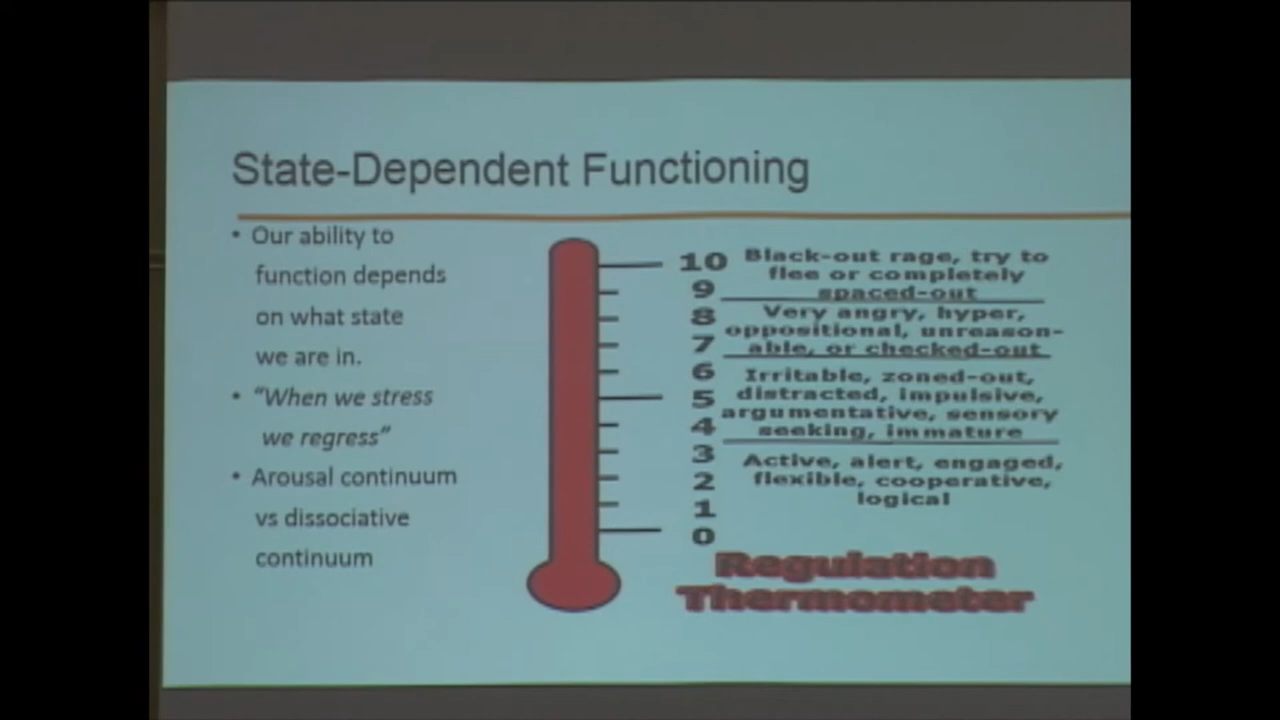 State-Dependent Functioning
• Our ability to
function depends
on what state
we are in.
• “When we stress
we regress”
• Arousal continuum
vs dissociative
continuum
10
9
8
7
6
5
4
3
2
1
0
Black-out rage, try to
flee or completely
spaced-out
Very angry, hyper,
oppositional, unreason-
able, or checked-out
Irritable, zoned-out,
distracted, impulsive,
argumentative, sensory
seeking, immature
Active, alert, engaged,
flexible, cooperative,
logical
Regulation
Thermometer